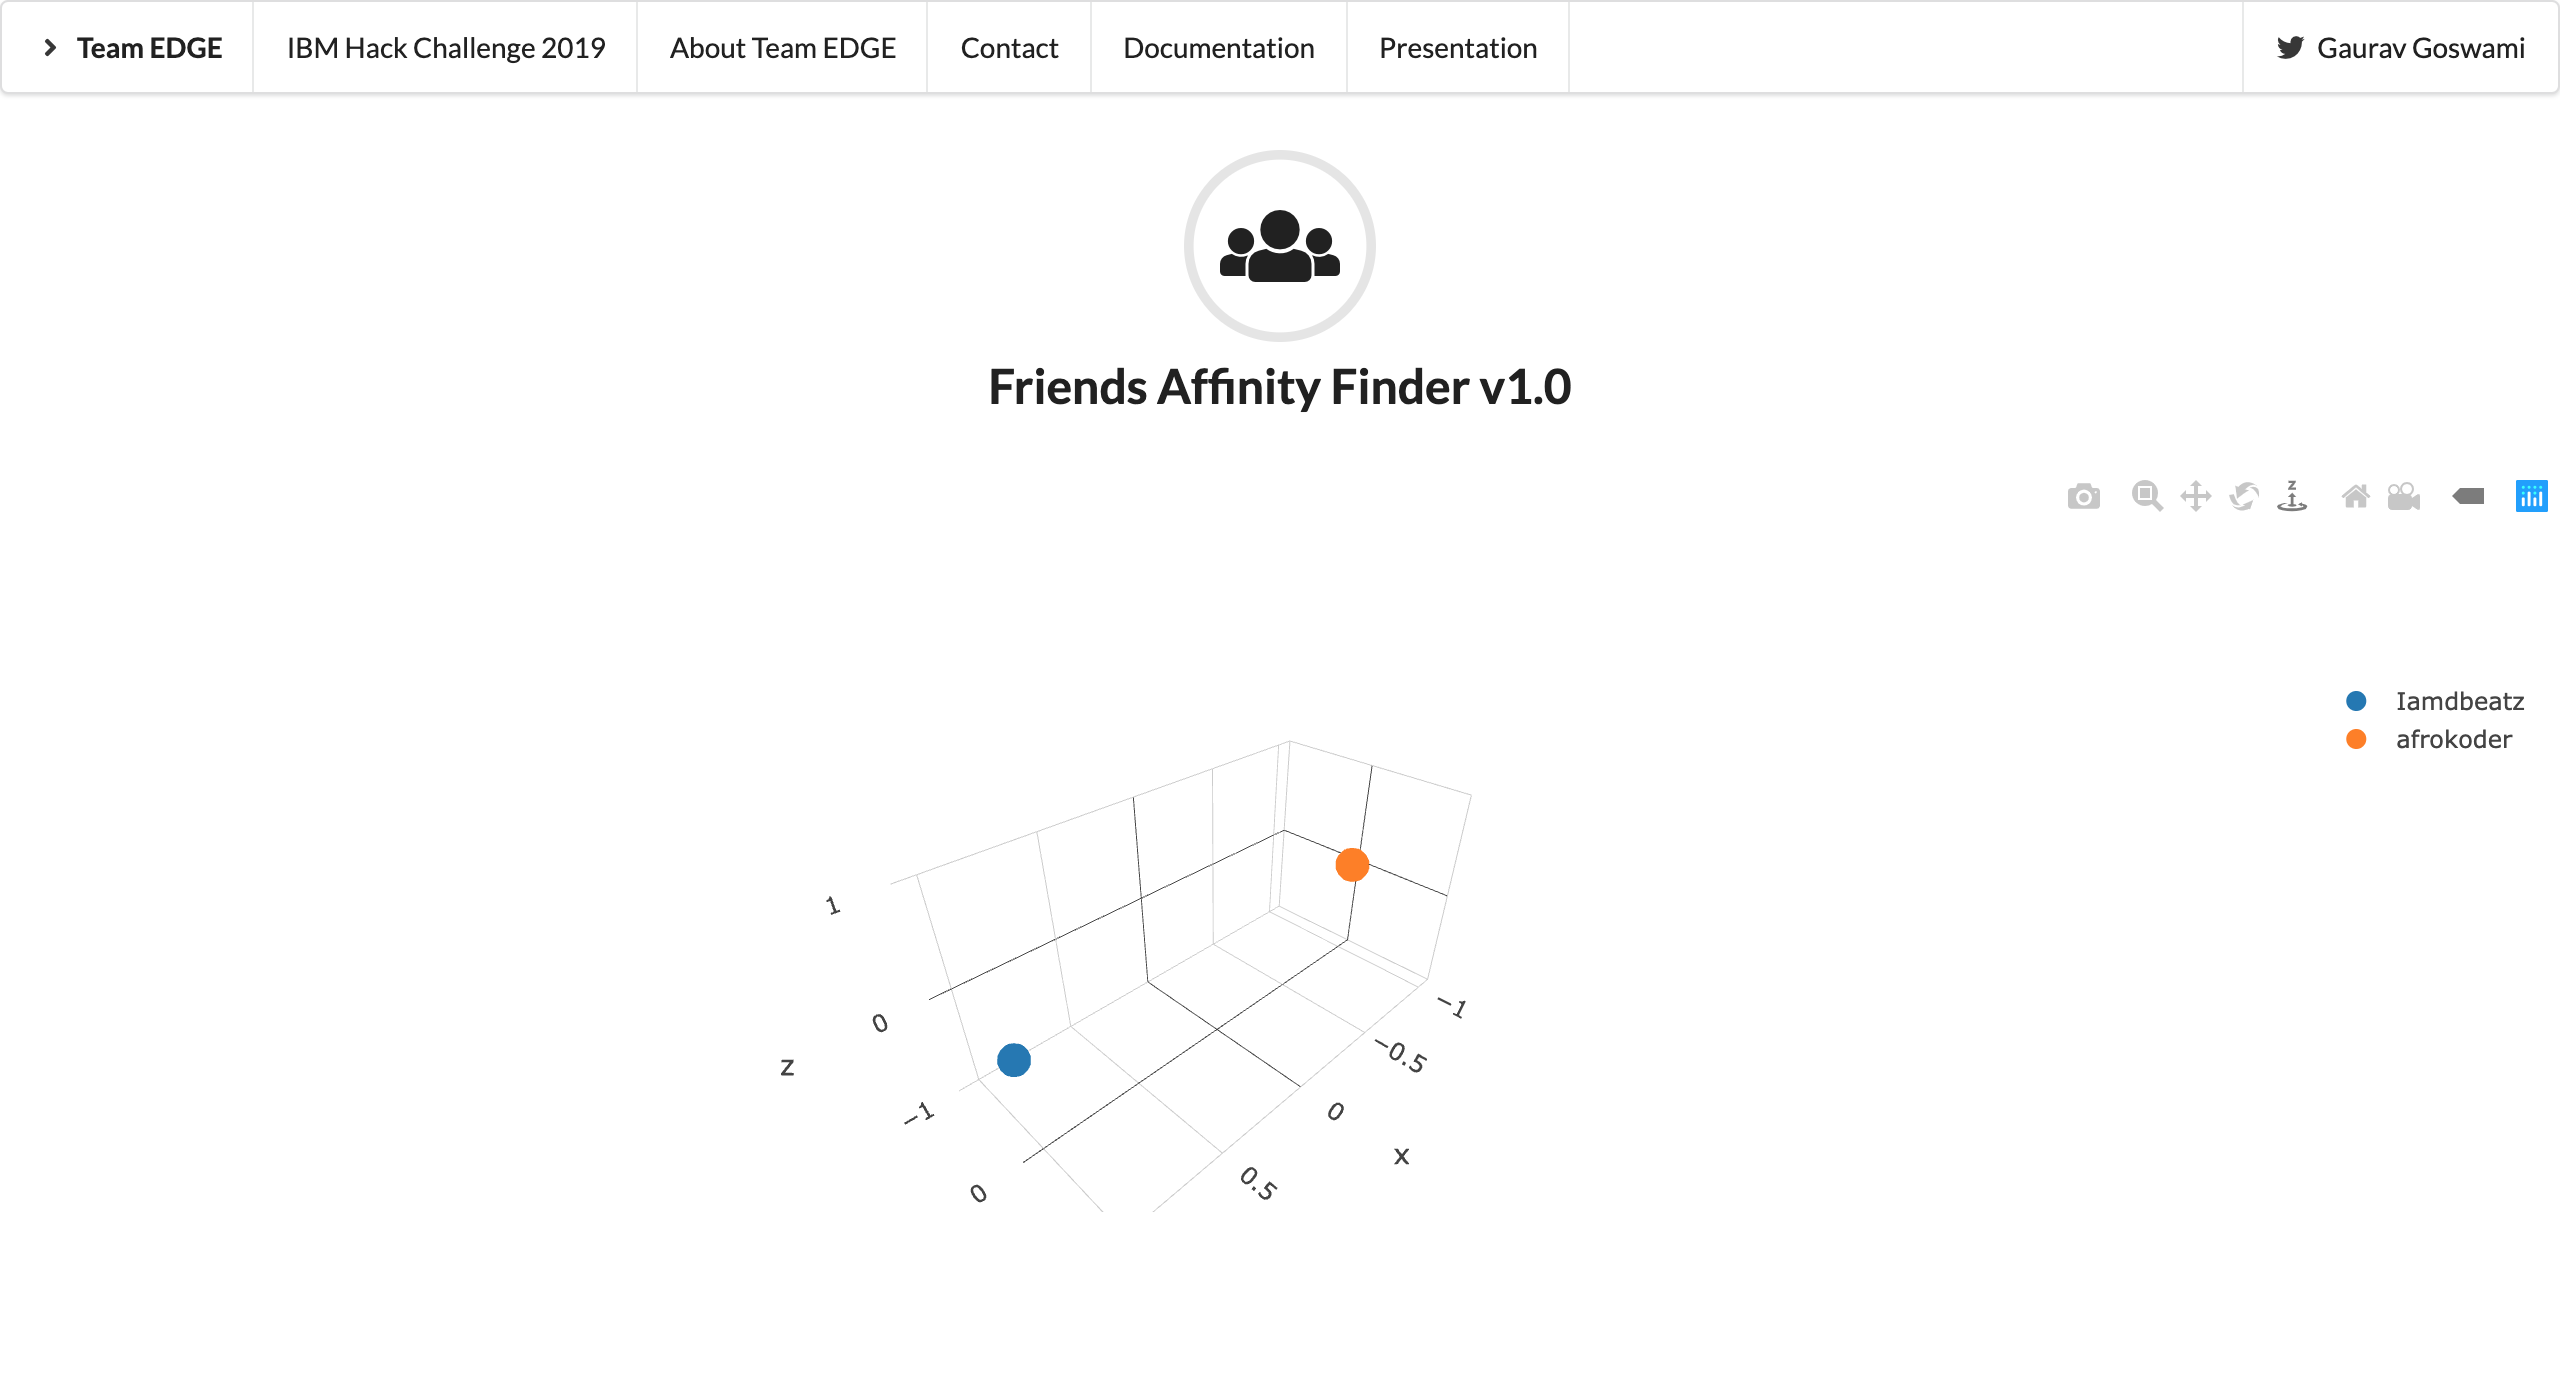 Team EDGE
IBM Hack Challenge 2019
About Team EDGE
Contact
Documentation
Presentation
Gaurav Goswami
Friends Affinity Finder v1.0
z
Iamdbeatz
afrokoder
1
0
z
−1
0
−1
−0.5
0
x
0.5